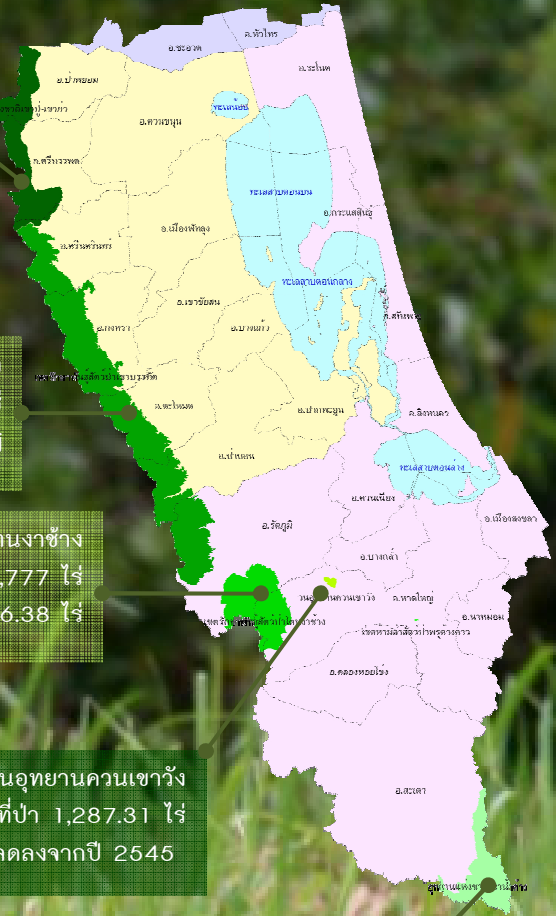 อ.หัวไทร
อ.ชะอวด
อ.ระโนด
อ.ป่าพยอม
ทะเลน้อย
อ.ควนขนุน
อ.ศรีบรรพต
ทะเลสาบตอนบน
อ.กระแสสินธุ์
อ.เมืองพัทลุง
อ.ศรีนครินทร์
ทะเลสาบตอนกลาง
อ.เขาชัยสน
อ.สทิงพระ
อ.บางแก้ว
อ.กงหรา
อ.ตะโหมด
อ.ปากพะยูน
อ.สิงหนคร
อ.ป่าบอน
ทะเลสาบตอนล่าง
อ.ควนเนียง
อ.เมืองสงขลา
อ.รัตภูมิ
านงาช้าง
อ.บางกล่ำ
,777 ไร่
วนอุทยานควนเขาวัง
อ.หาดใหญ่
6.38 ไร่
อ.นาหม่อม
อ.คลองหอยโข่ง
นอุทยานควนเขาวัง
อ.สะเดา
ที่ป่า 1,287.31 ไร่
ลดลงจากปี 2545